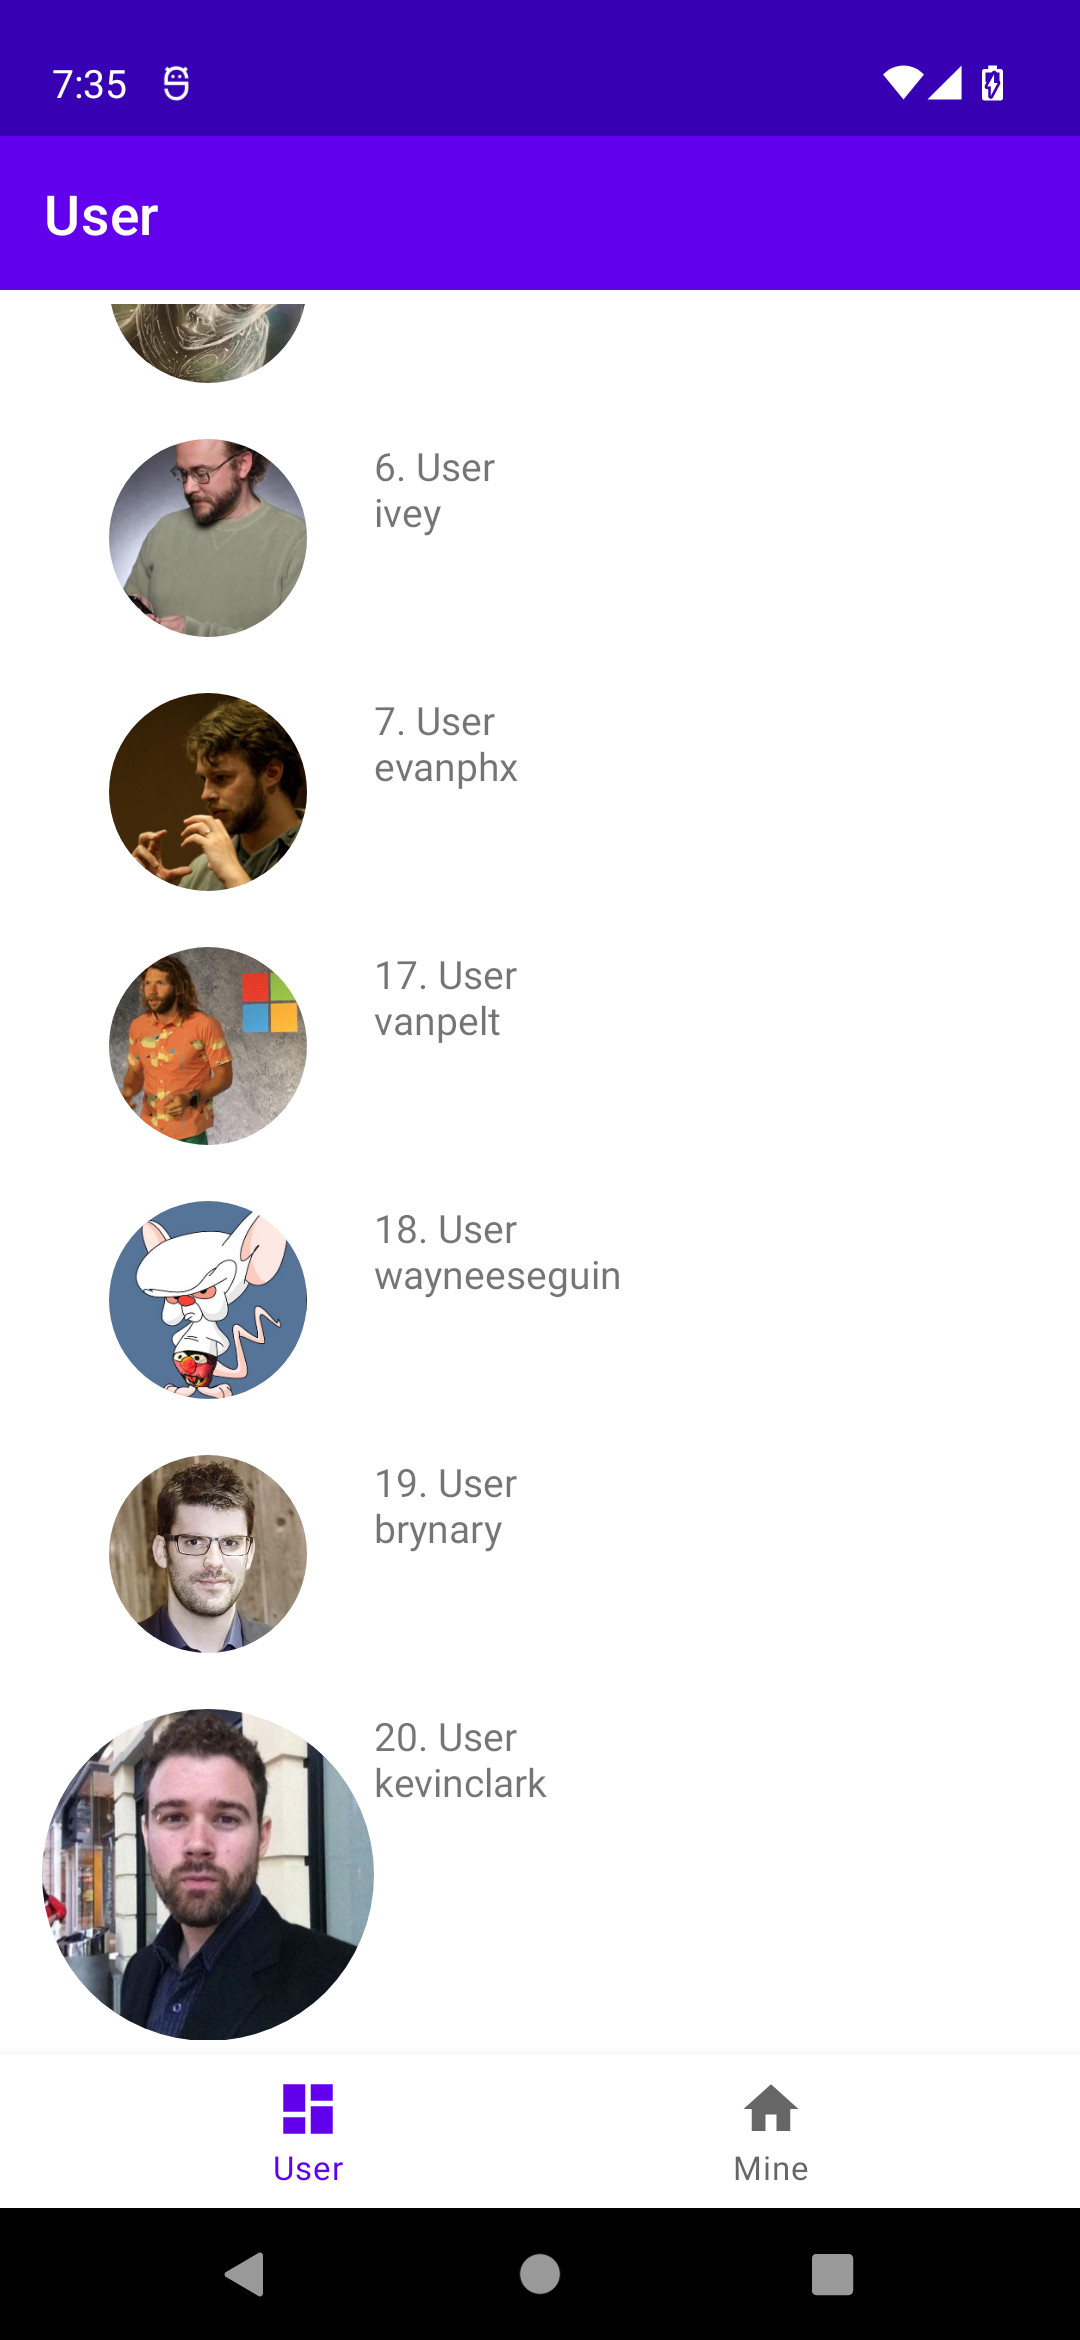 7:35
User
6. User
ivey
7. User
evanphx
17. User
vanpelt
18. User
wayneeseguin
19. User
brynary
20. User
kevinclark
User
Mine